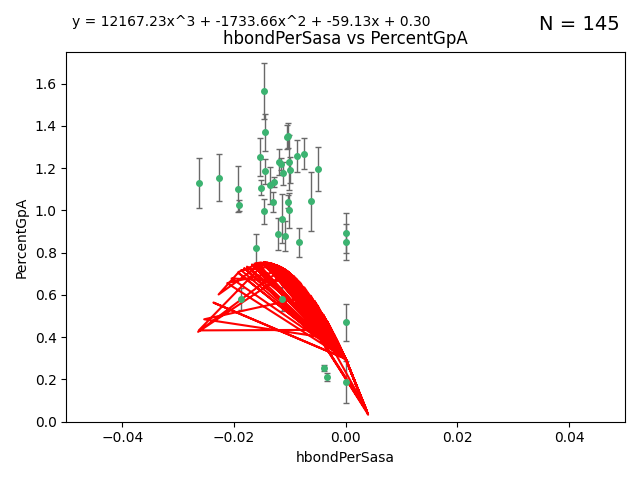 y = 12167.23x^3 + -1733.66x^2 + -59.13x + 0.30
N = 145
hbondPerSasa vs PercentGpA
PercentGpA
1.6
1.4
1.2
1.0
0.8
0.6
0.4
0.2
0.0
−0.04 −0.02 0.00 0.02 0.04
hbondPerSasa